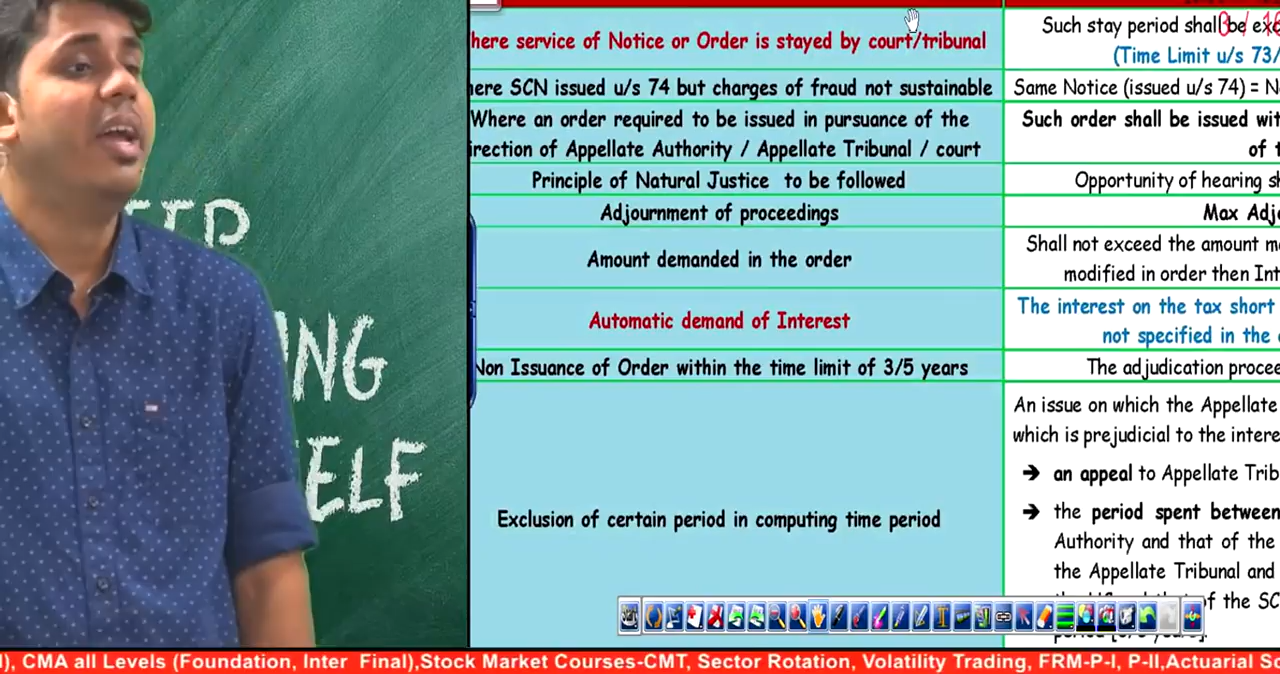 EEP
ING
ELF
here service of Notice or Order is stayed by court/tribunal
Such stay period shall be
(Time Limit u/s 73/
ere SCN issued u/s 74 but charges of fraud not sustainable
Same Notice (issued u/s 74) =
Where an order required to be issued in pursuance of the
irection of Appellate Authority / Appellate Tribunal / court
Such order shall be issued wit
of t
Principle of Natural Justice to be followed
Opportunity of hearing sh
Adjournment of proceedings
Max Adj
Amount demanded in the order
Shall not exceed the amount m
modified in order then Int
Automatic demand of Interest
The interest on the tax short
not specified in the
Non Issuance of Order within the time limit of 3/5 years
The adjudication procee
Exclusion of certain period in computing time period
An issue on which the Appellate
which is prejudicial to the intere
➔ an appeal to Appellate Trib
➔ the period spent between
Authority and that of the
the Appellate Tribunal and
of the SC
), CMA all Levels (Foundation, Inter Final),Stock Market Courses-CMT, Sector Rotation, Volatility Trading, FRM-P-I, P-II,Actuarial Sc